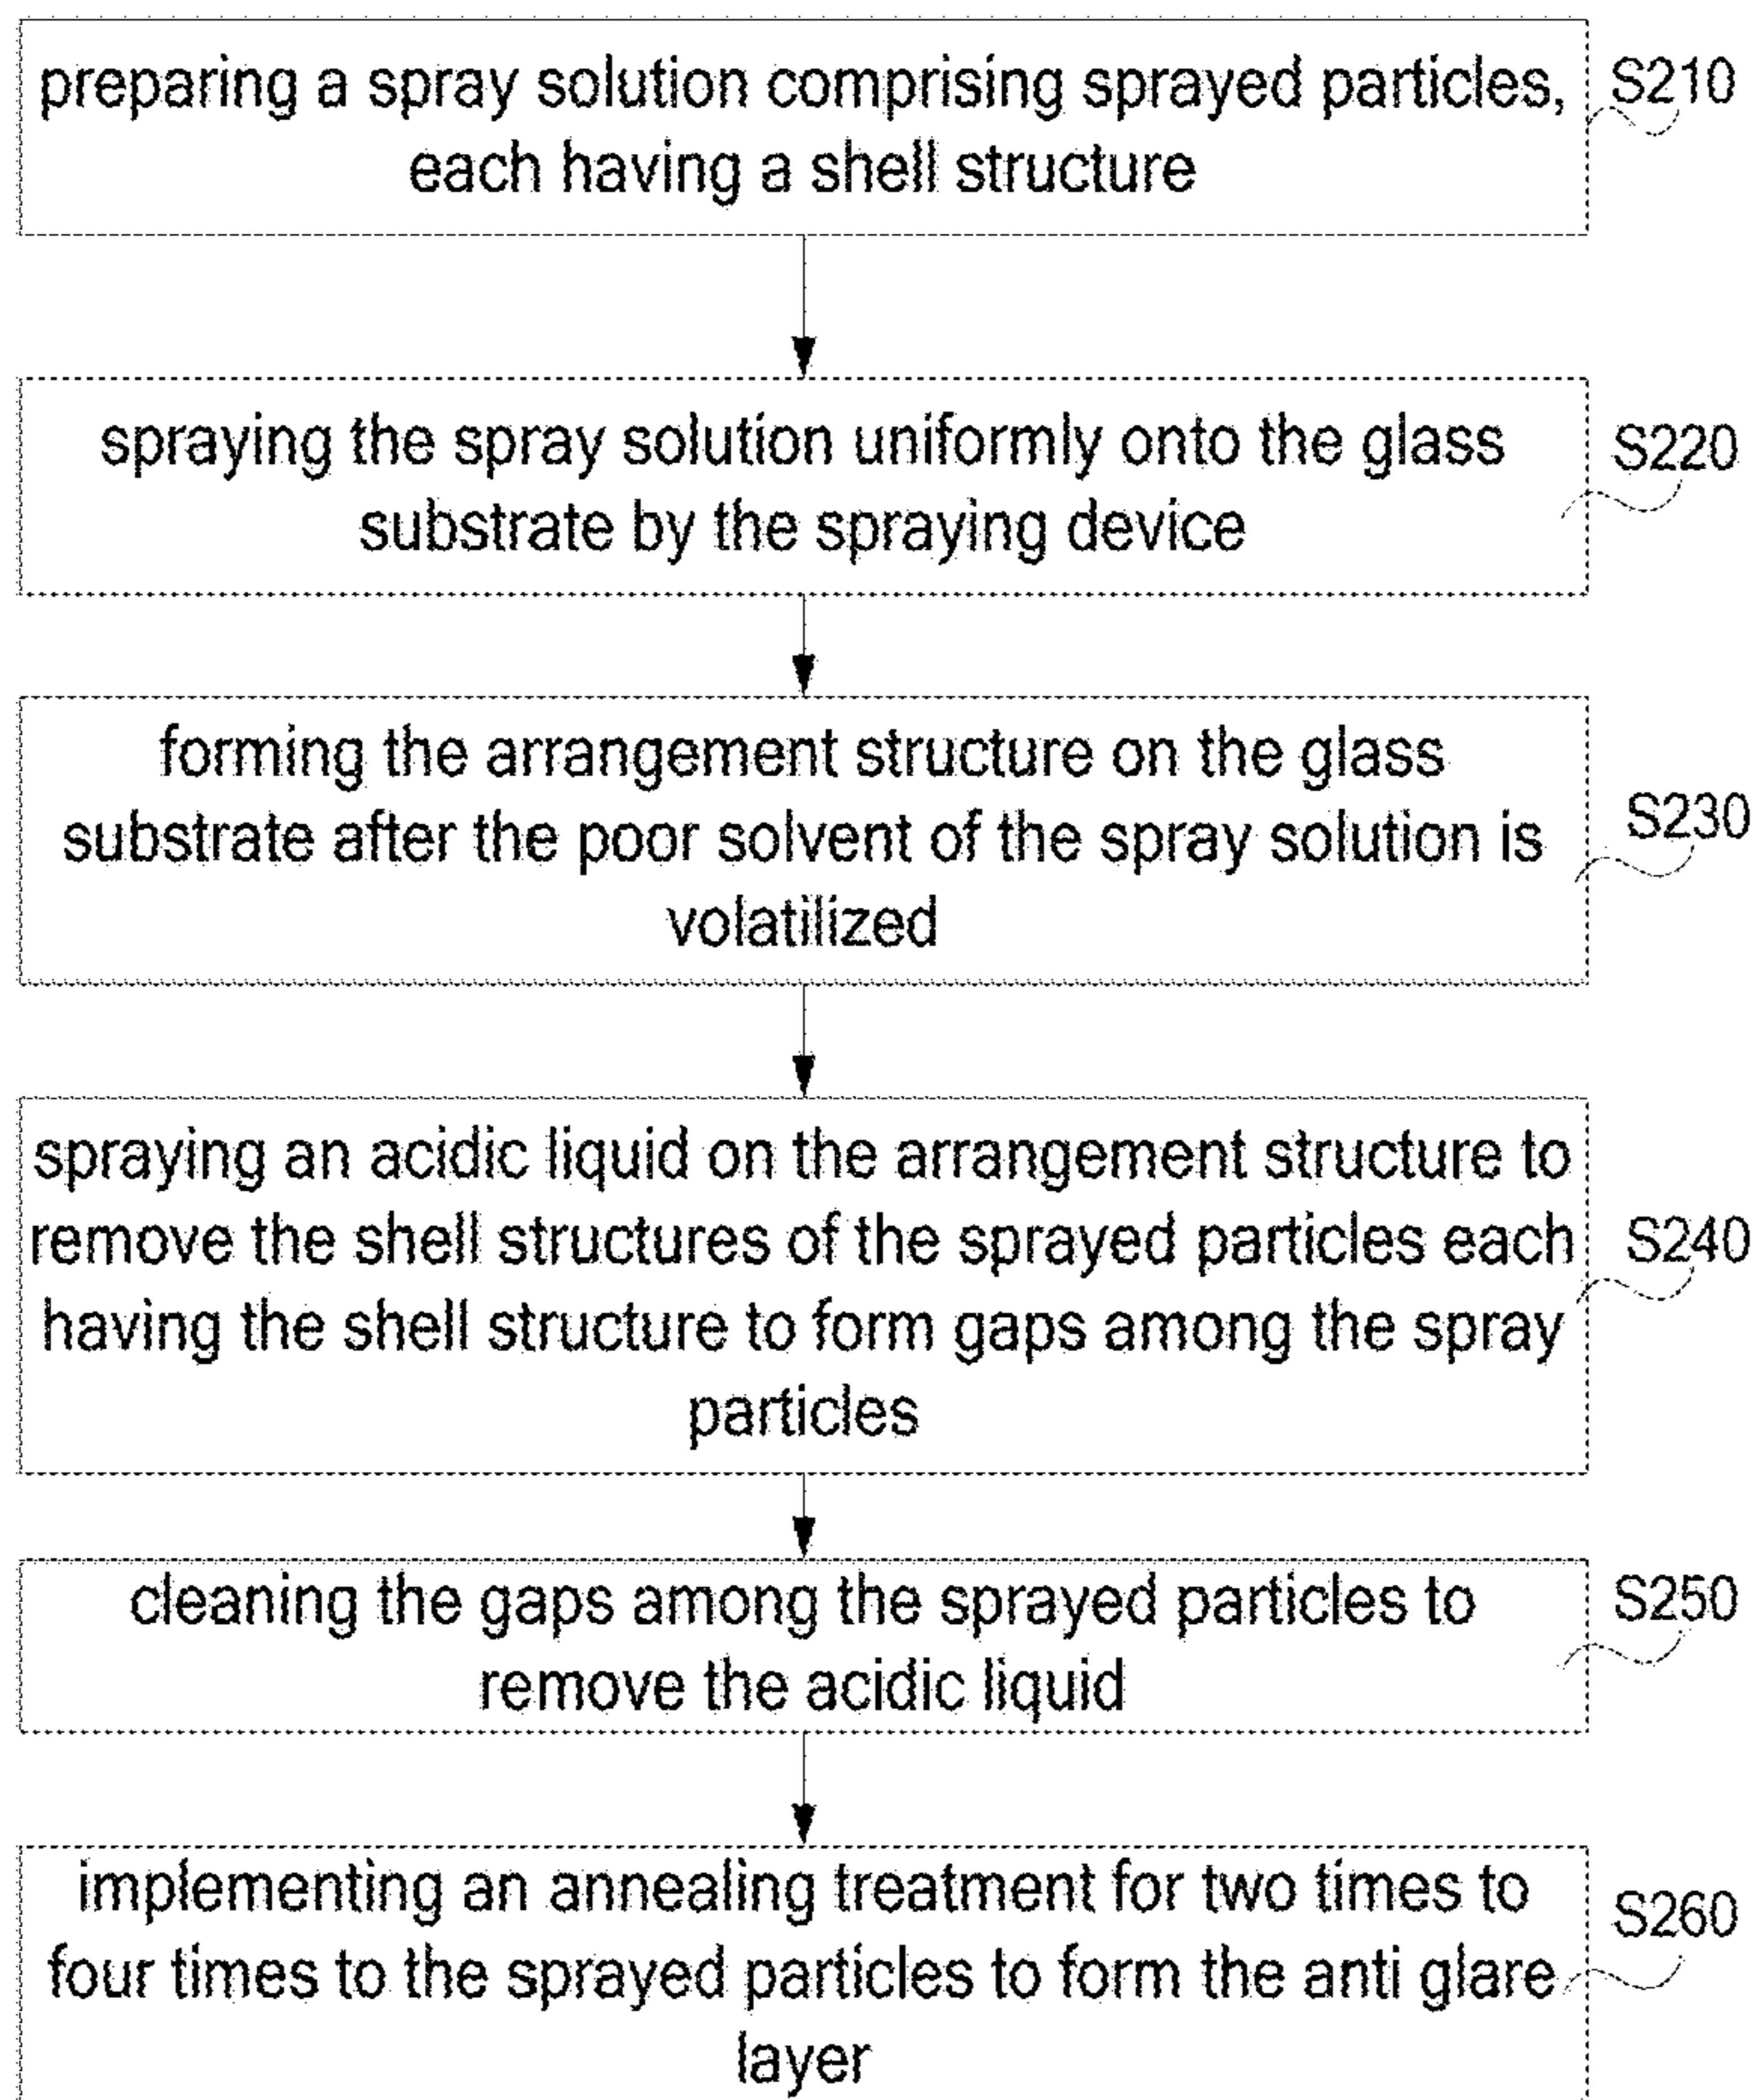 preparing a spray solution comprising sprayed particles,
each having a shell structure
S210
spraying the spray solution uniformly onto the glass
substrate by the spraying device
S220
forming the arrangement structure on the glass
substrate after the poor solvent of the spray solution is
volatilized
S230
spraying an acidic liquid on the arrangement structure to
remove the shell structures of the sprayed particles each
having the shell structure to form gaps among the spray
particles
S240
cleaning the gaps among the sprayed particles to
remove the acidic liquid
S250
implementing an annealing treatment for two times to
four times to the sprayed particles to form the anti glare
layer
S260